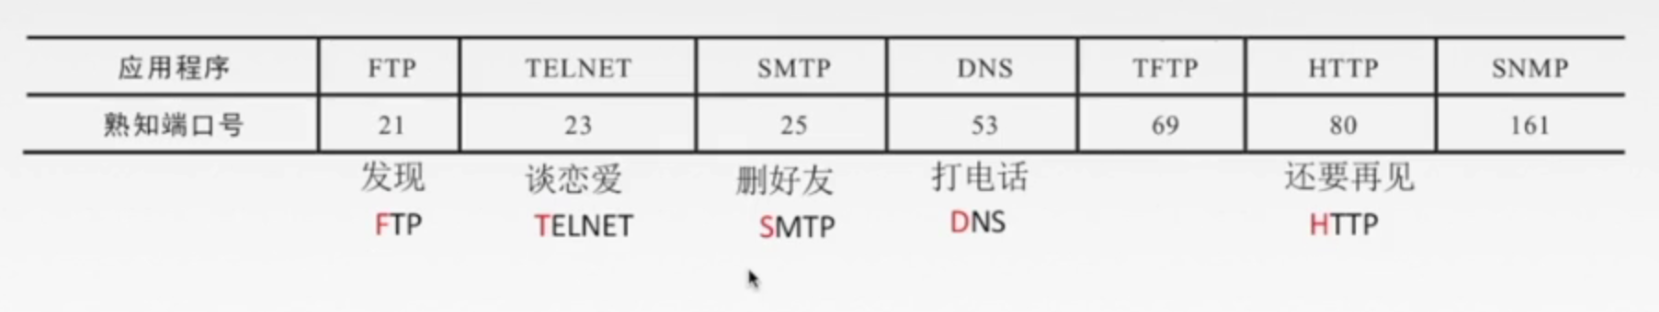 应用程序 FTP TELNET SMTP DNS TFTP HTTP SNMP
熟知端口号 21 23 25 53 69 80 161
发现 谈恋爱 删好友 打电话 还要再见
FTP TELNET SMTP DNS HTTP